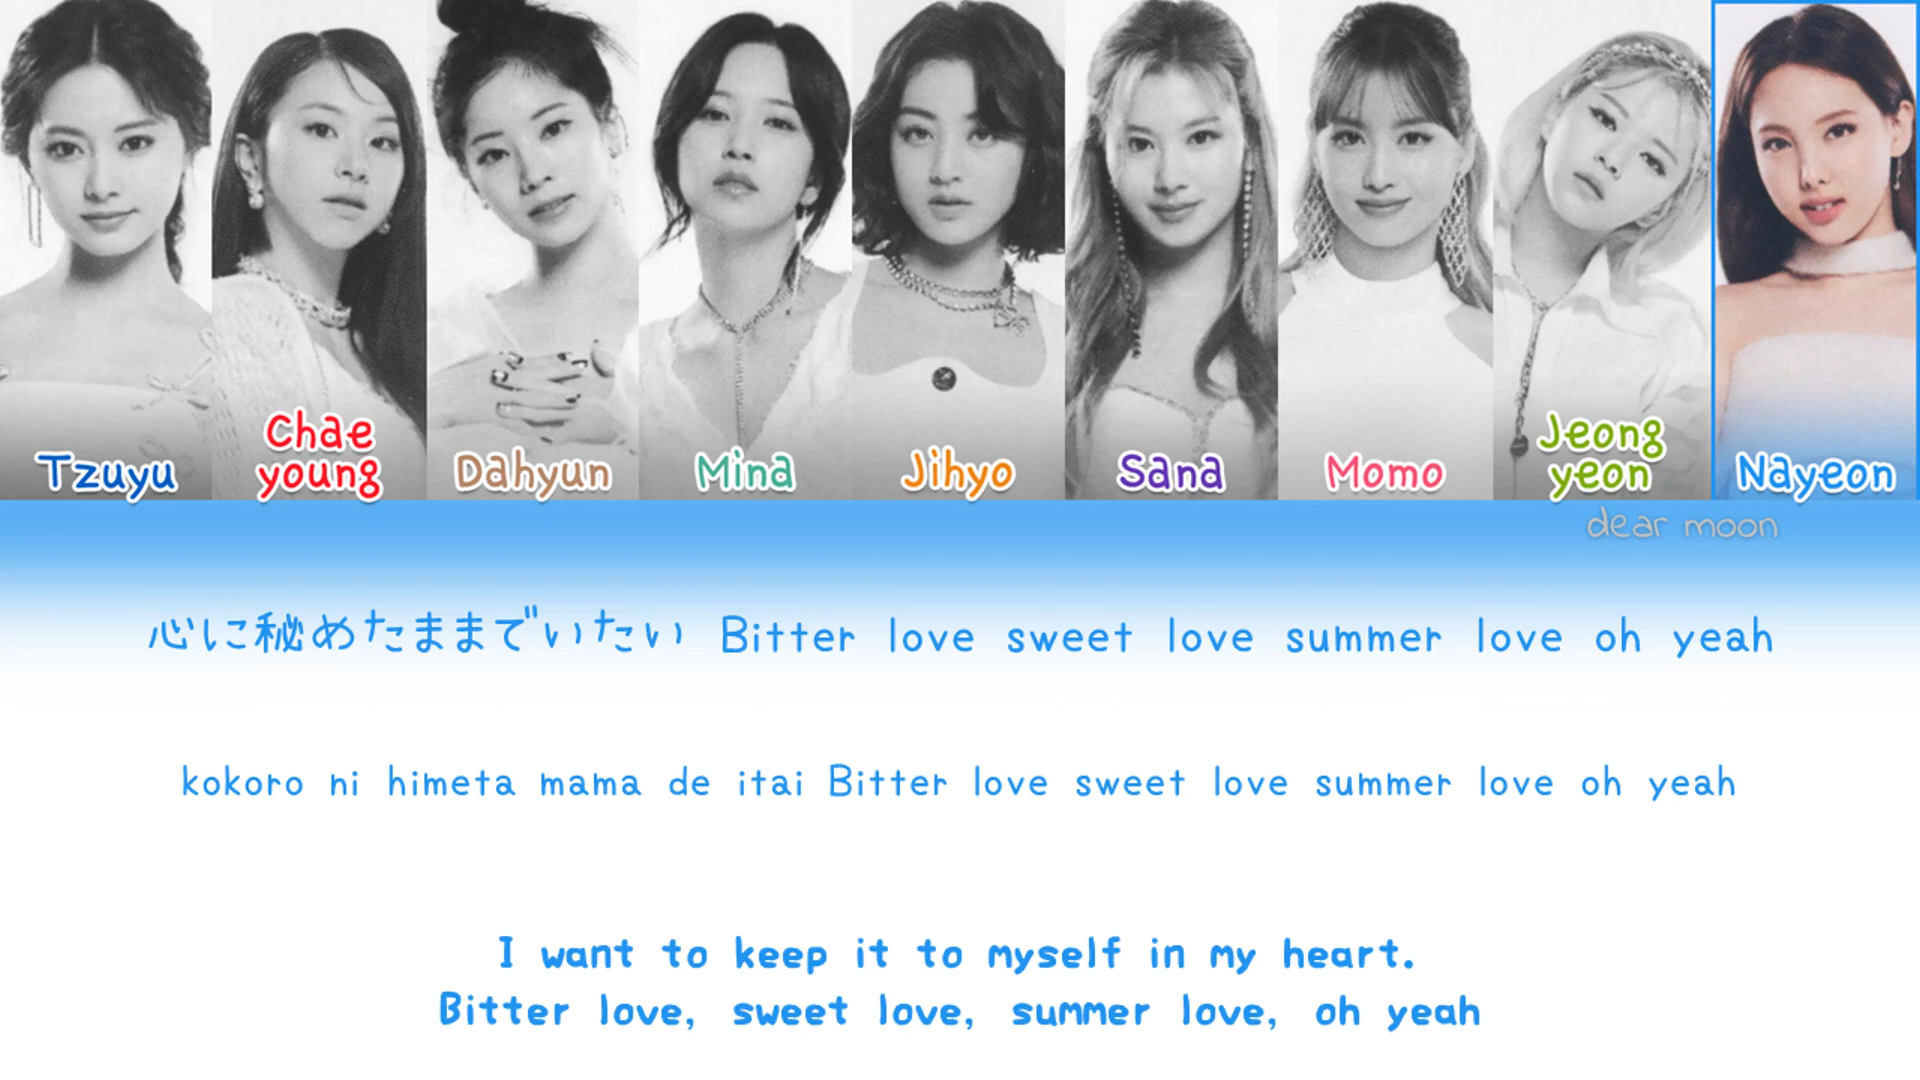 Tzuyu
Chae
young
Dahyun
Mina
Jihyo
Sana
Momo
Jeong
yeon
Nayeon
dear moon
心に秘めたままでいたい Bitter love sweet love summer love oh yeah
kokoro ni himeta mama de itai Bitter love sweet love summer love oh yeah
I want to keep it to myself in my heart.
Bitter love, sweet love, summer love, oh yeah